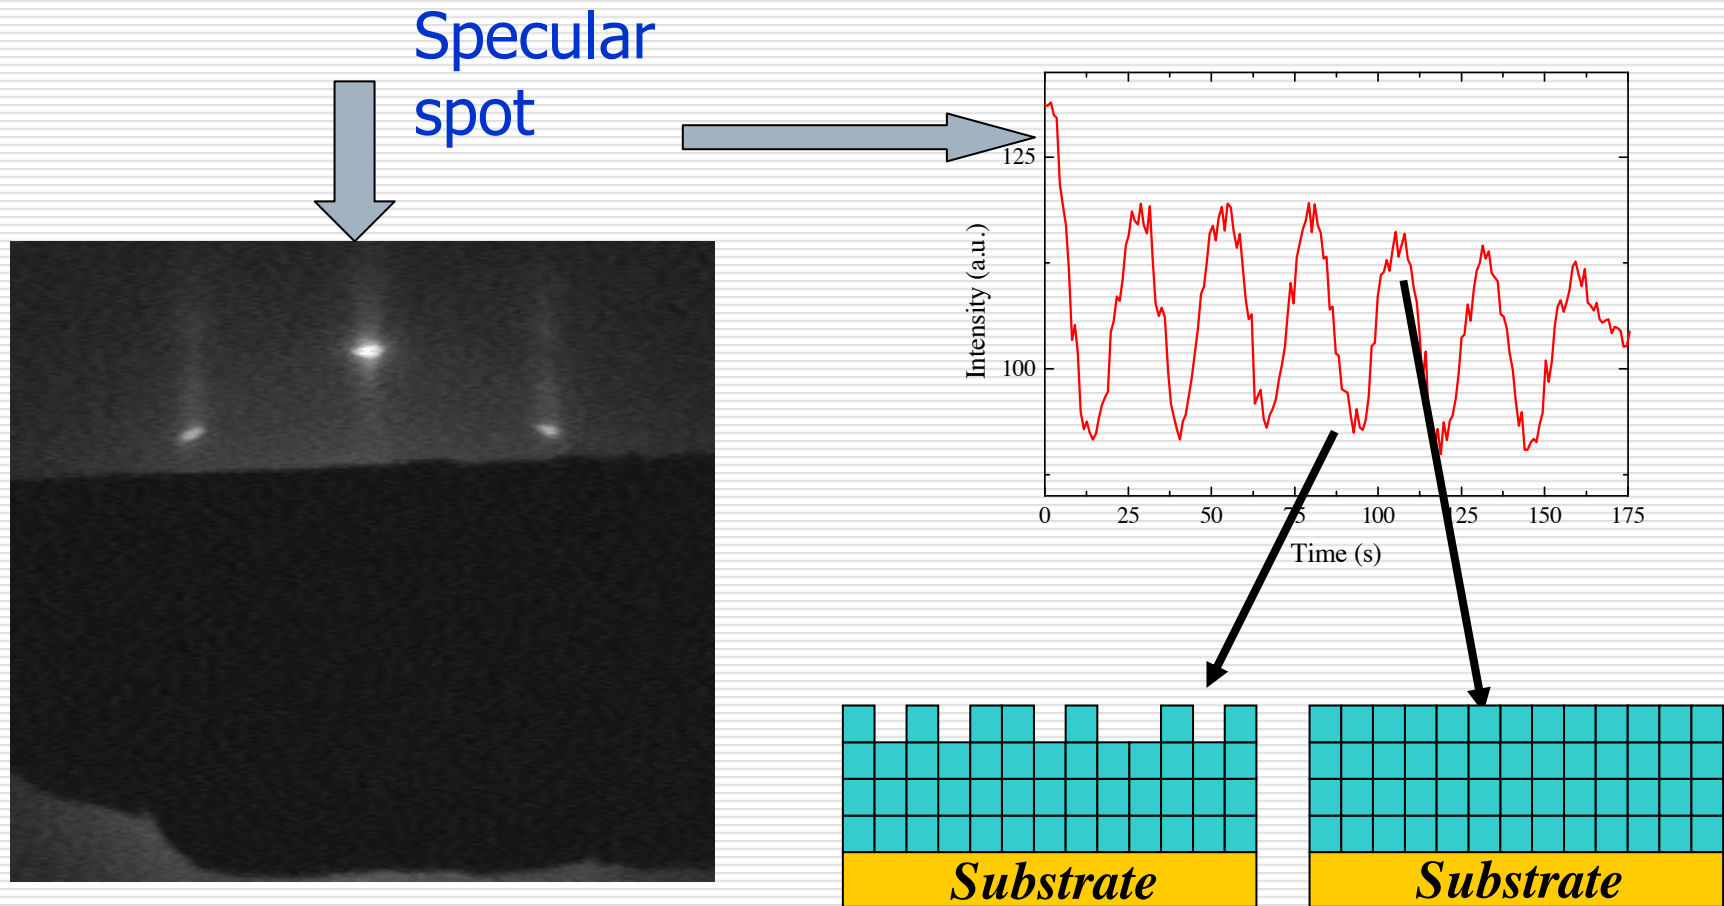 Specular
spot
125
100
Intensity (a.u.)
0 25 50 75 100 125 150 175
Time (s)
Substrate Substrate